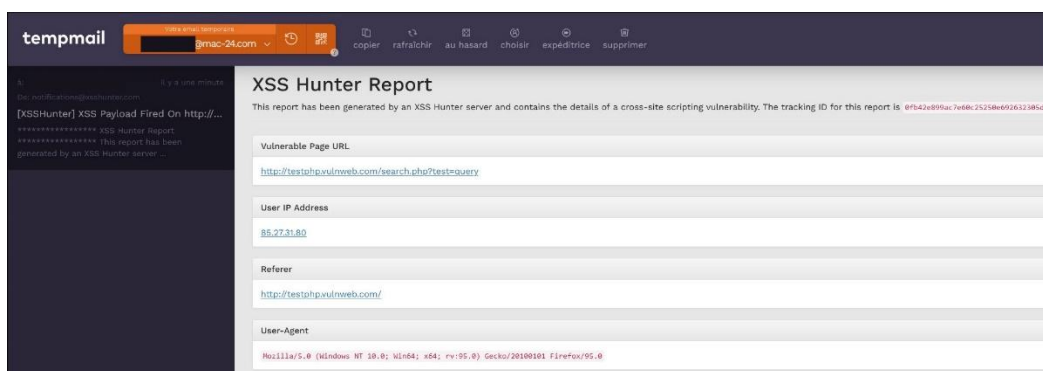 tempmail
Votre email temporaire
@mac-24.com
copier rafraîchir au hasard choisir expéditrice supprimer
il y a une minute
De: notifications@xsshunter.com
[XSSHunter] XSS Payload Fired On http://...
***************** XSS Hunter Report
***************** This report has been
generated by an XSS Hunter server ...
XSS Hunter Report
This report has been generated by an XSS Hunter server and contains the details of a cross-site scripting vulnerability. The tracking ID for this report is
Vulnerable Page URL
http://testphp.vulnweb.com/search.php?test=query
User IP Address
85.27.31.80
Referer
http://testphp.vulnweb.com/
User-Agent
Mozilla/5.0 (Windows NT 10.0; Win64; x64; rv:95.0) Gecko/20100101 Firefox/95.0